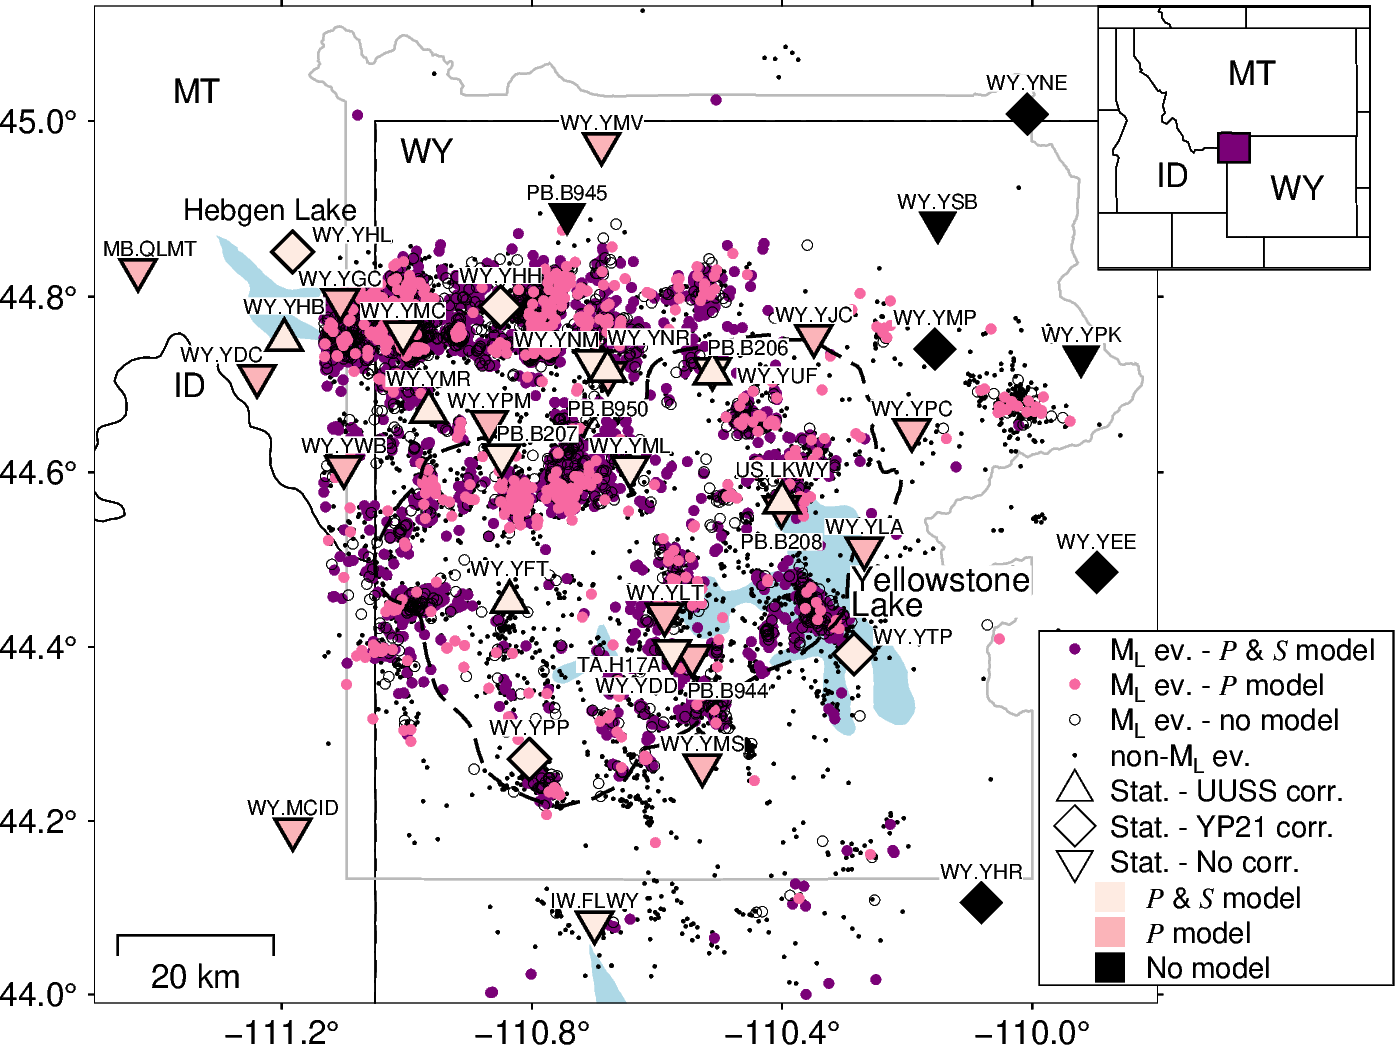 WY.YNE
MT
MT
45.0°
WY.YMV
WY
ID
WY
PB.B945
WY.YSB
Hebgen Lake
WY.YHL
MB.QLMT
WY.YGC
WY.YHH
44.8°
WY.YHB
WY.YMC
WY.YJC
WY.YMP
WY.YPK
WY.YNM
WY.YNR
PB.B206
WY.YDC
ID
WY.YMR
WY.YUF
WY.YPM
PB.B950
WY.YPC
PB.B207
WY.YWB
WY.YML
44.6°
US.LKWY
WY.YLA
PB.B208
WY.YEE
WY.YFT
Yellowstone
Lake
WY.YLT
44.4°
WY.YTP
TA.H17A
WY.YDD
PB.B944
WY.YPP
WY.YMS
WY.MCID
44.2°
WY.YHR
IW.FLWY
20 km
44.0°
ML ev. - P & S model
ML ev. - P model
ML ev. - no model
non-ML ev.
Stat. - UUSS corr.
Stat. - YP21 corr.
Stat. - No corr.
P & S model
P model
No model
−111.2°
−110.8°
−110.4°
−110.0°